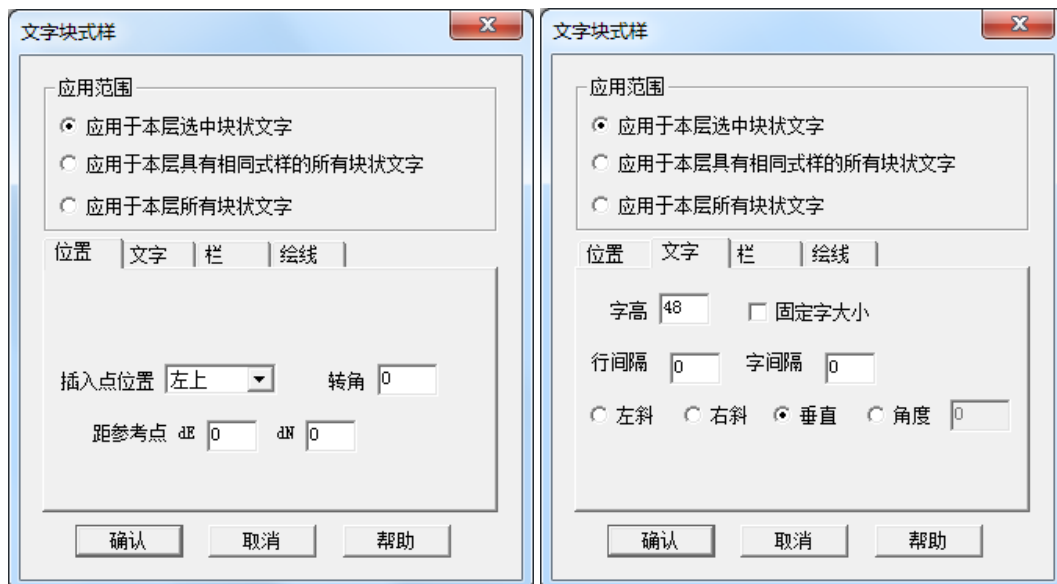 文字块式样
应用范围
应用于本层选中块状文字
应用于本层具有相同式样的所有块状文字
应用于本层所有块状文字
位置 文字 栏 绘线
插入点位置 左上 转角 0
距参考点 dE 0 dN 0
确认 取消 帮助
文字块式样
应用范围
应用于本层选中块状文字
应用于本层具有相同式样的所有块状文字
应用于本层所有块状文字
位置 文字 栏 绘线
字高 48 固定字大小
行间隔 0 字间隔 0
左斜 右斜 垂直 角度 0
确认 取消 帮助